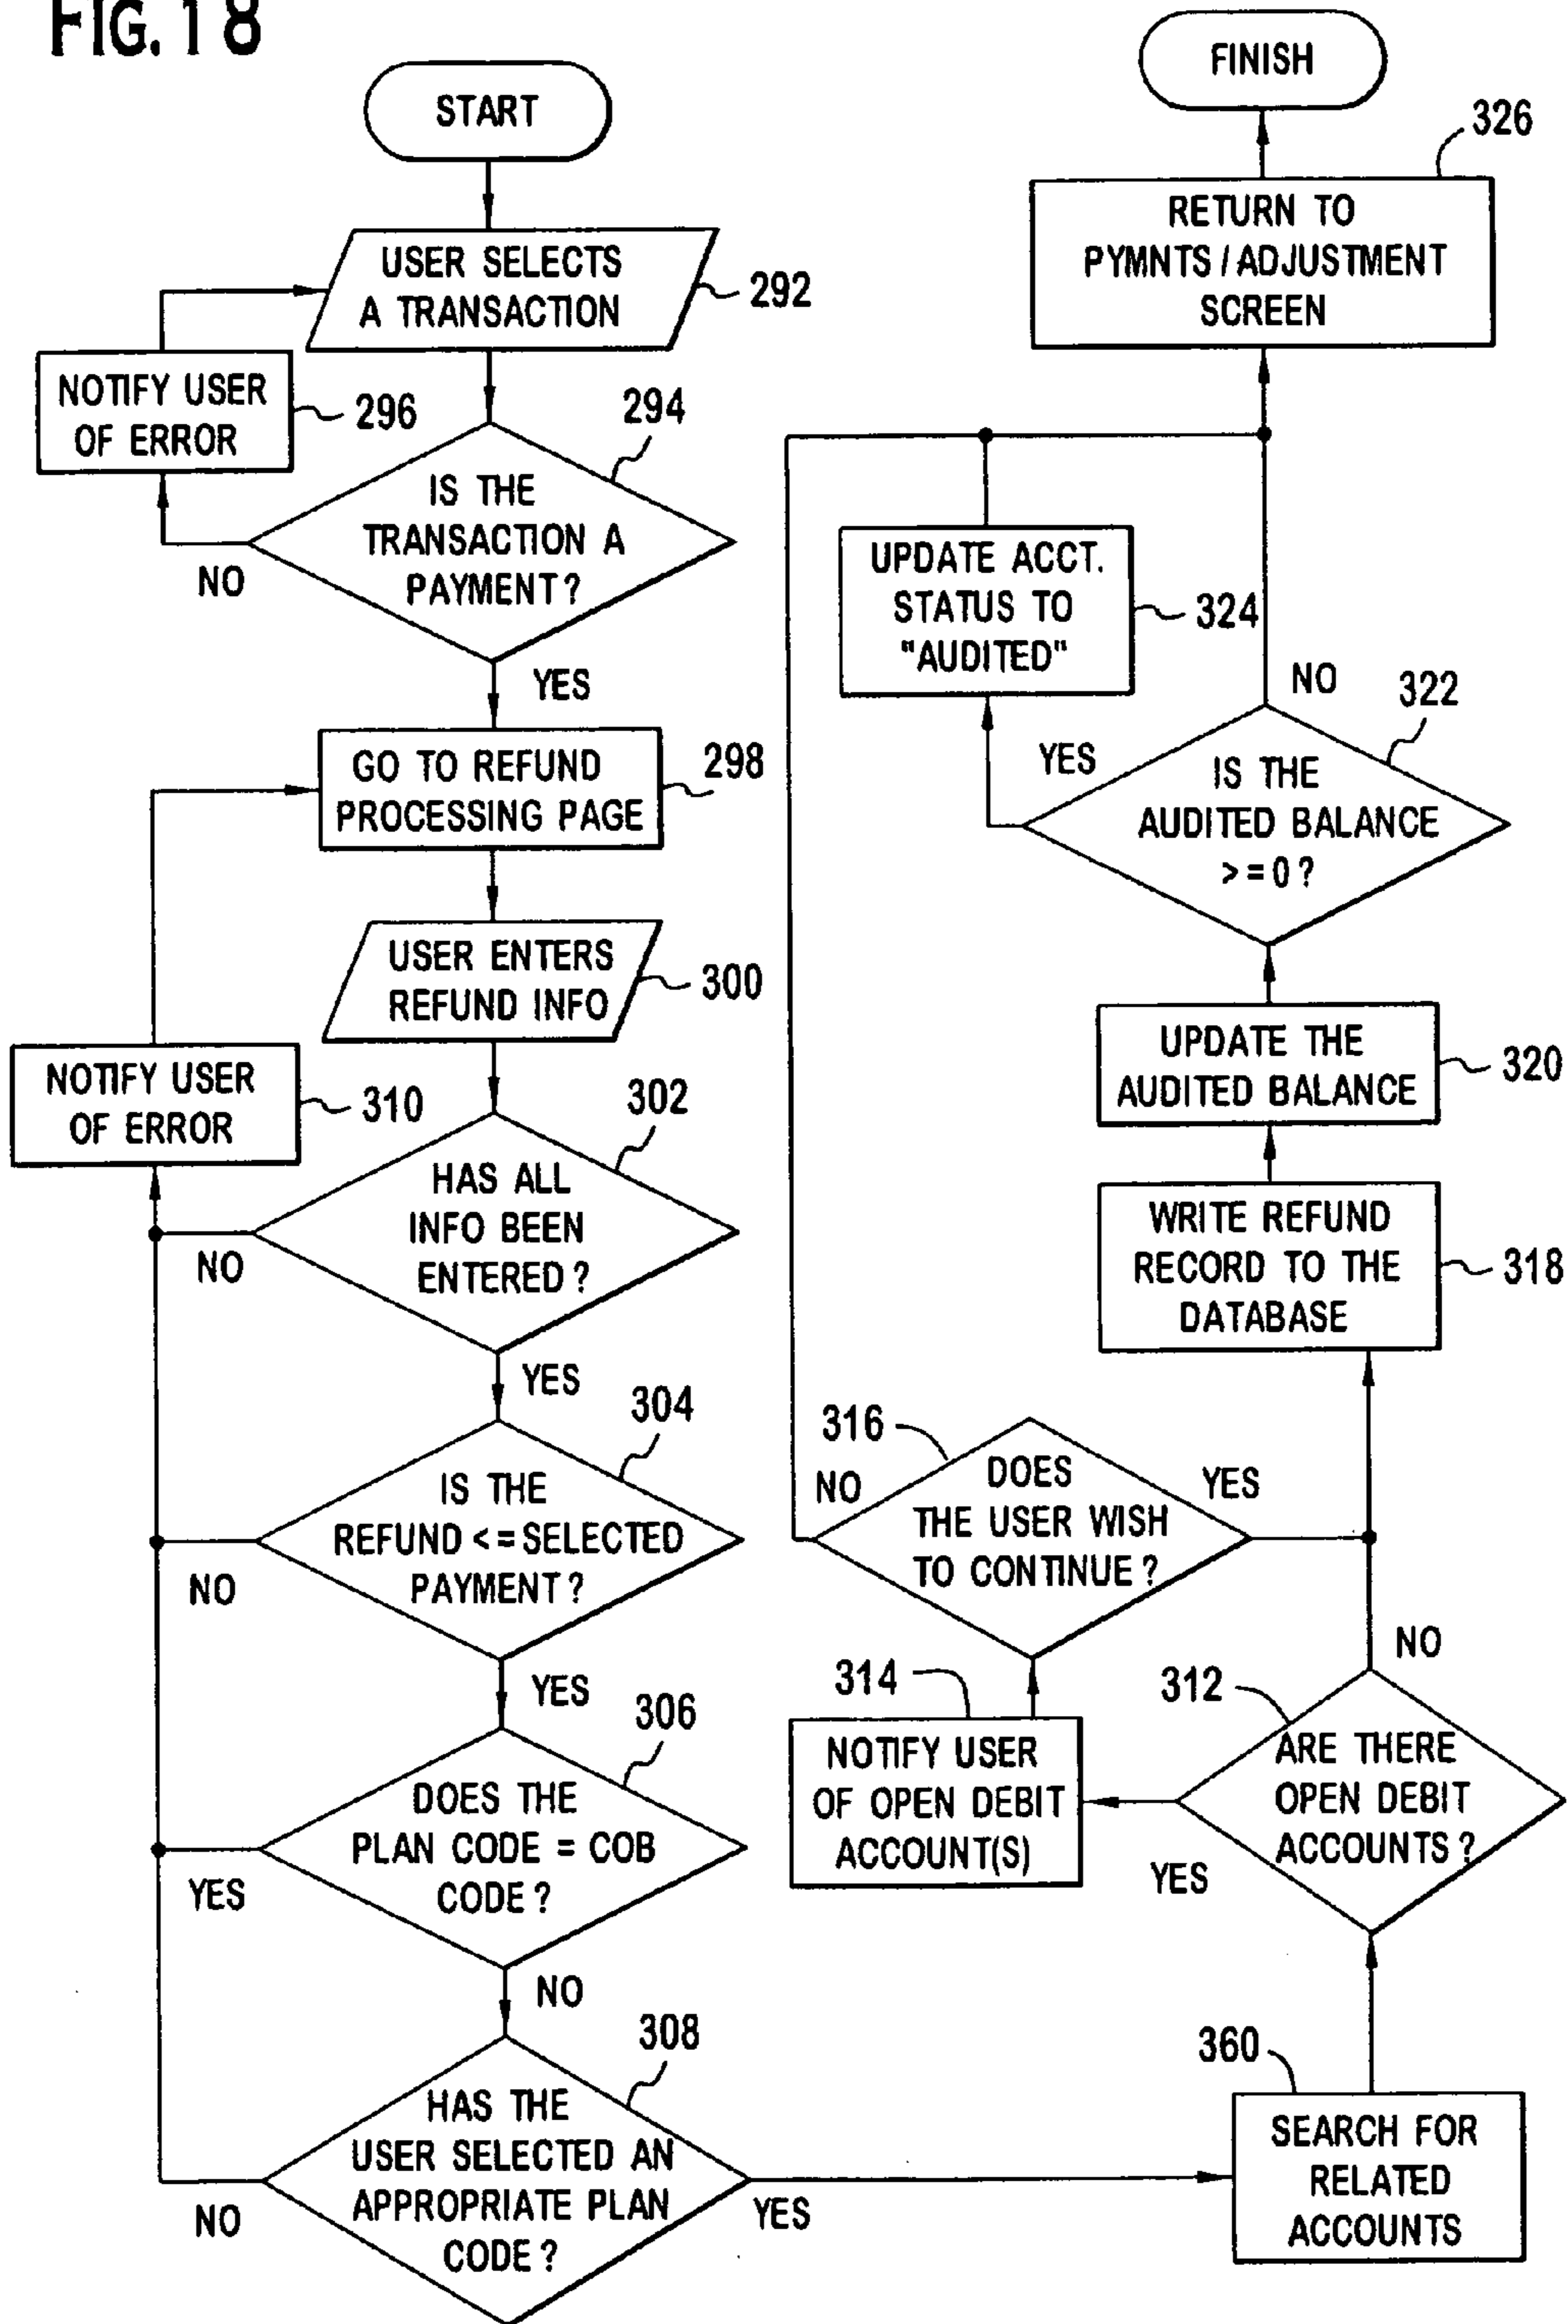 FIG. 18
START
USER SELECTS
A TRANSACTION
292
NOTIFY USER
OF ERROR
296
294
IS THE
TRANSACTION A
PAYMENT?
NO
YES
GO TO REFUND
PROCESSING PAGE
298
USER ENTERS
REFUND INFO
300
NOTIFY USER
OF ERROR
310
302
HAS ALL
INFO BEEN
ENTERED?
NO
YES
304
IS THE
REFUND <= SELECTED
PAYMENT?
NO
YES
306
DOES THE
PLAN CODE = COB
CODE?
YES
NO
308
HAS THE
USER SELECTED AN
APPROPRIATE PLAN
CODE?
NO
YES
FINISH
326
RETURN TO
PYMNTS / ADJUSTMENT
SCREEN
UPDATE ACCT.
STATUS TO
"AUDITED"
324
NO
322
YES
IS THE
AUDITED BALANCE
>=0?
UPDATE THE
AUDITED BALANCE
320
WRITE REFUND
RECORD TO THE
DATABASE
318
316
NO
DOES
THE USER WISH
TO CONTINUE?
YES
NO
314
NOTIFY USER
OF OPEN DEBIT
ACCOUNT(S)
312
ARE THERE
OPEN DEBIT
ACCOUNTS?
YES
360
SEARCH FOR
RELATED
ACCOUNTS